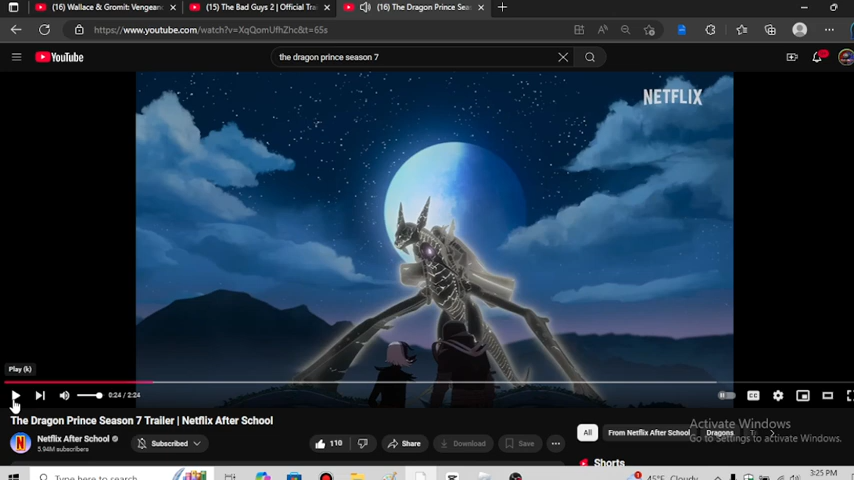 (16) Wallace & Gromit: Vengean
(15) The Bad Guys 2 | Official Trai
(16) The Dragon Prince Sea
https://www.youtube.com/watch?v=XqQomUfhZhc&t=65s
YouTube
the dragon prince season 7
NETFLIX
Play (k)
0:24 / 2:24
CC
The Dragon Prince Season 7 Trailer | Netflix After School
Netflix After School
5.94M subscribers
Subscribed
110
Share
Download
Save
All
From Netflix After School
Dragons
Activate Windows
Go to Settings to activate Windows.
Shorts
Type here to search
45°F Cloudy
3:25 PM